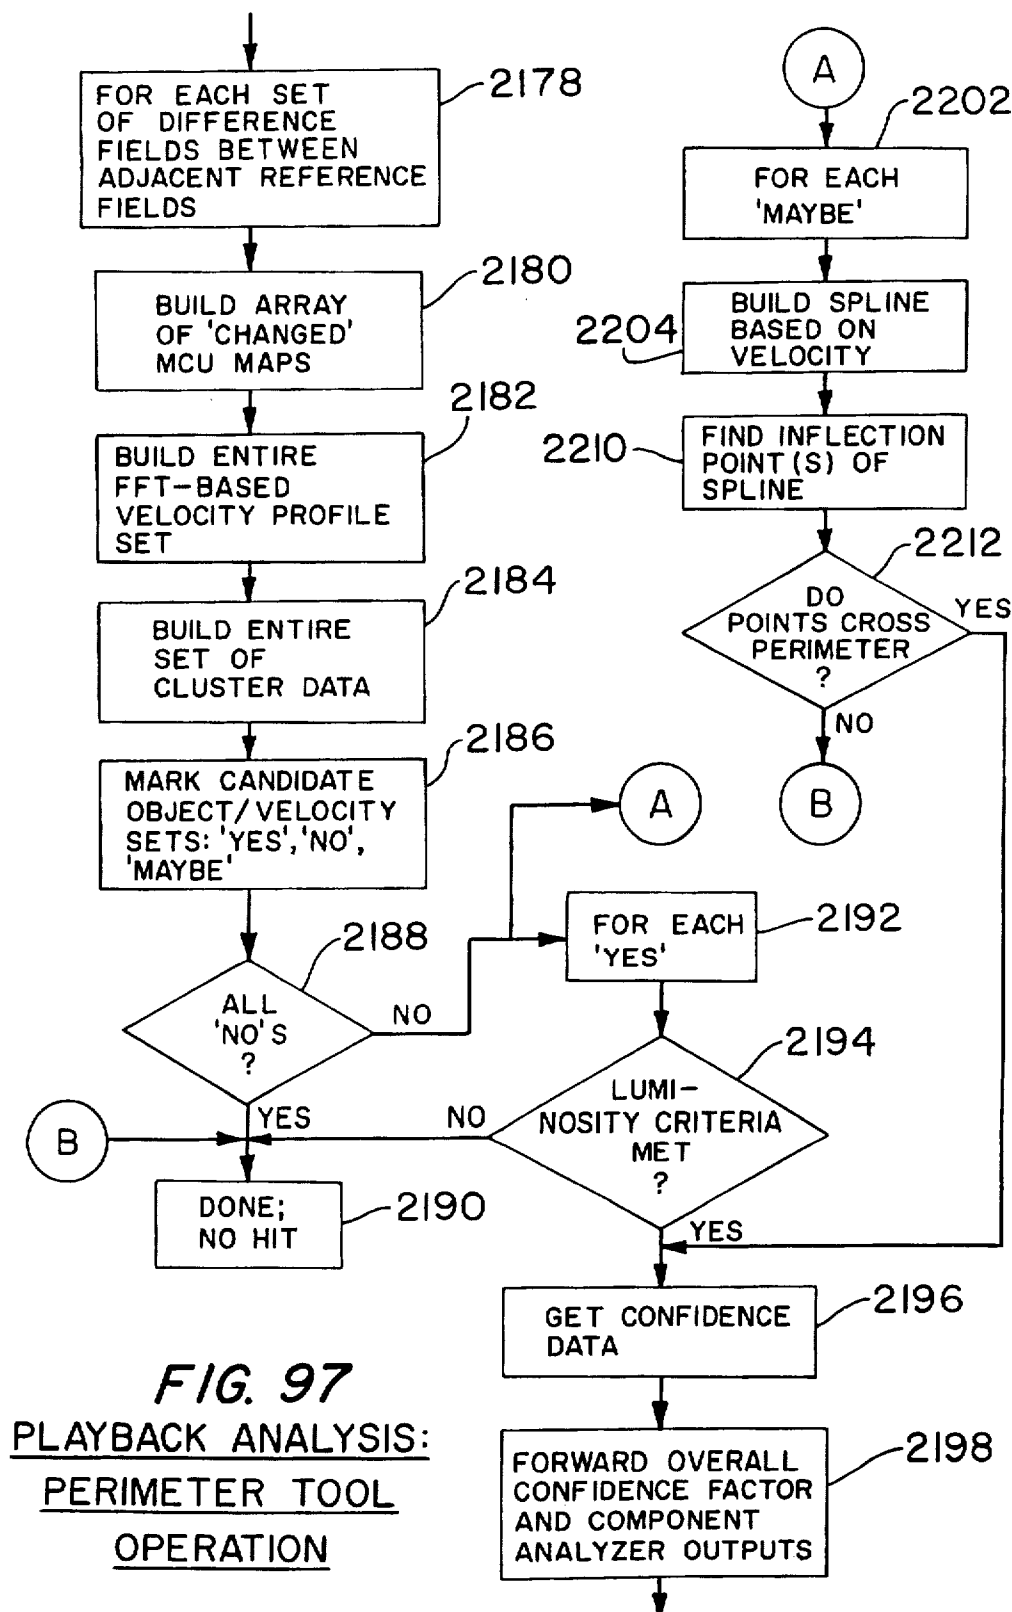 2178
FOR EACH SET
OF DIFFERENCE
FIELDS BETWEEN
ADJACENT REFERENCE
FIELDS
2180
BUILD ARRAY
OF 'CHANGED'
MCU MAPS
2182
BUILD ENTIRE
FFT-BASED
VELOCITY PROFILE
SET
2184
BUILD ENTIRE
SET OF
CLUSTER DATA
2186
MARK CANDIDATE
OBJECT/VELOCITY
SETS: 'YES', 'NO',
'MAYBE'
2188
ALL
'NO'S
?
NO
YES
B
DONE;
NO HIT
2190
A
FOR EACH
'YES'
2192
2194
LUMI-
NOSITY CRITERIA
MET
?
NO
YES
GET CONFIDENCE
DATA
2196
FORWARD OVERALL
CONFIDENCE FACTOR
AND COMPONENT
ANALYZER OUTPUTS
2198
A
2202
FOR EACH
'MAYBE'
BUILD SPLINE
BASED ON
VELOCITY
2204
2210
FIND INFLECTION
POINT(S) OF
SPLINE
2212
DO
POINTS CROSS
PERIMETER
?
YES
NO
B
FIG. 97
PLAYBACK ANALYSIS:
PERIMETER TOOL
OPERATION